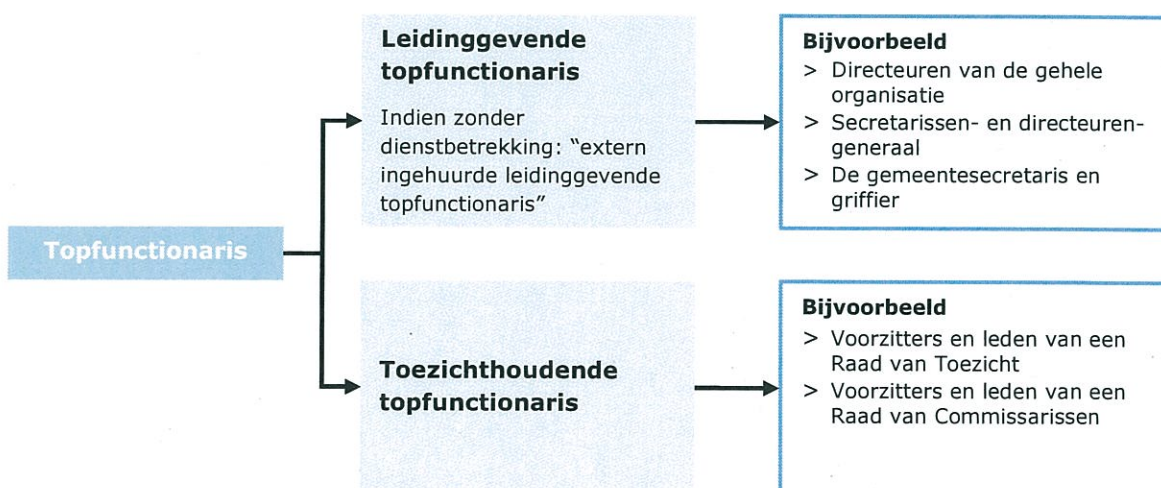 Topfunctionaris
Leidinggevende
topfunctionaris
Indien zonder
dienstbetrekking: “extern
ingehuurde leidinggevende
topfunctionaris”
Bijvoorbeeld
> Directeuren van de gehele
organisatie
> Secretarissen- en directeuren-
generaal
> De gemeentesecretaris en
griffier
Toezichthoudende
topfunctionaris
Bijvoorbeeld
> Voorzitters en leden van een
Raad van Toezicht
> Voorzitters en leden van een
Raad van Commissarissen